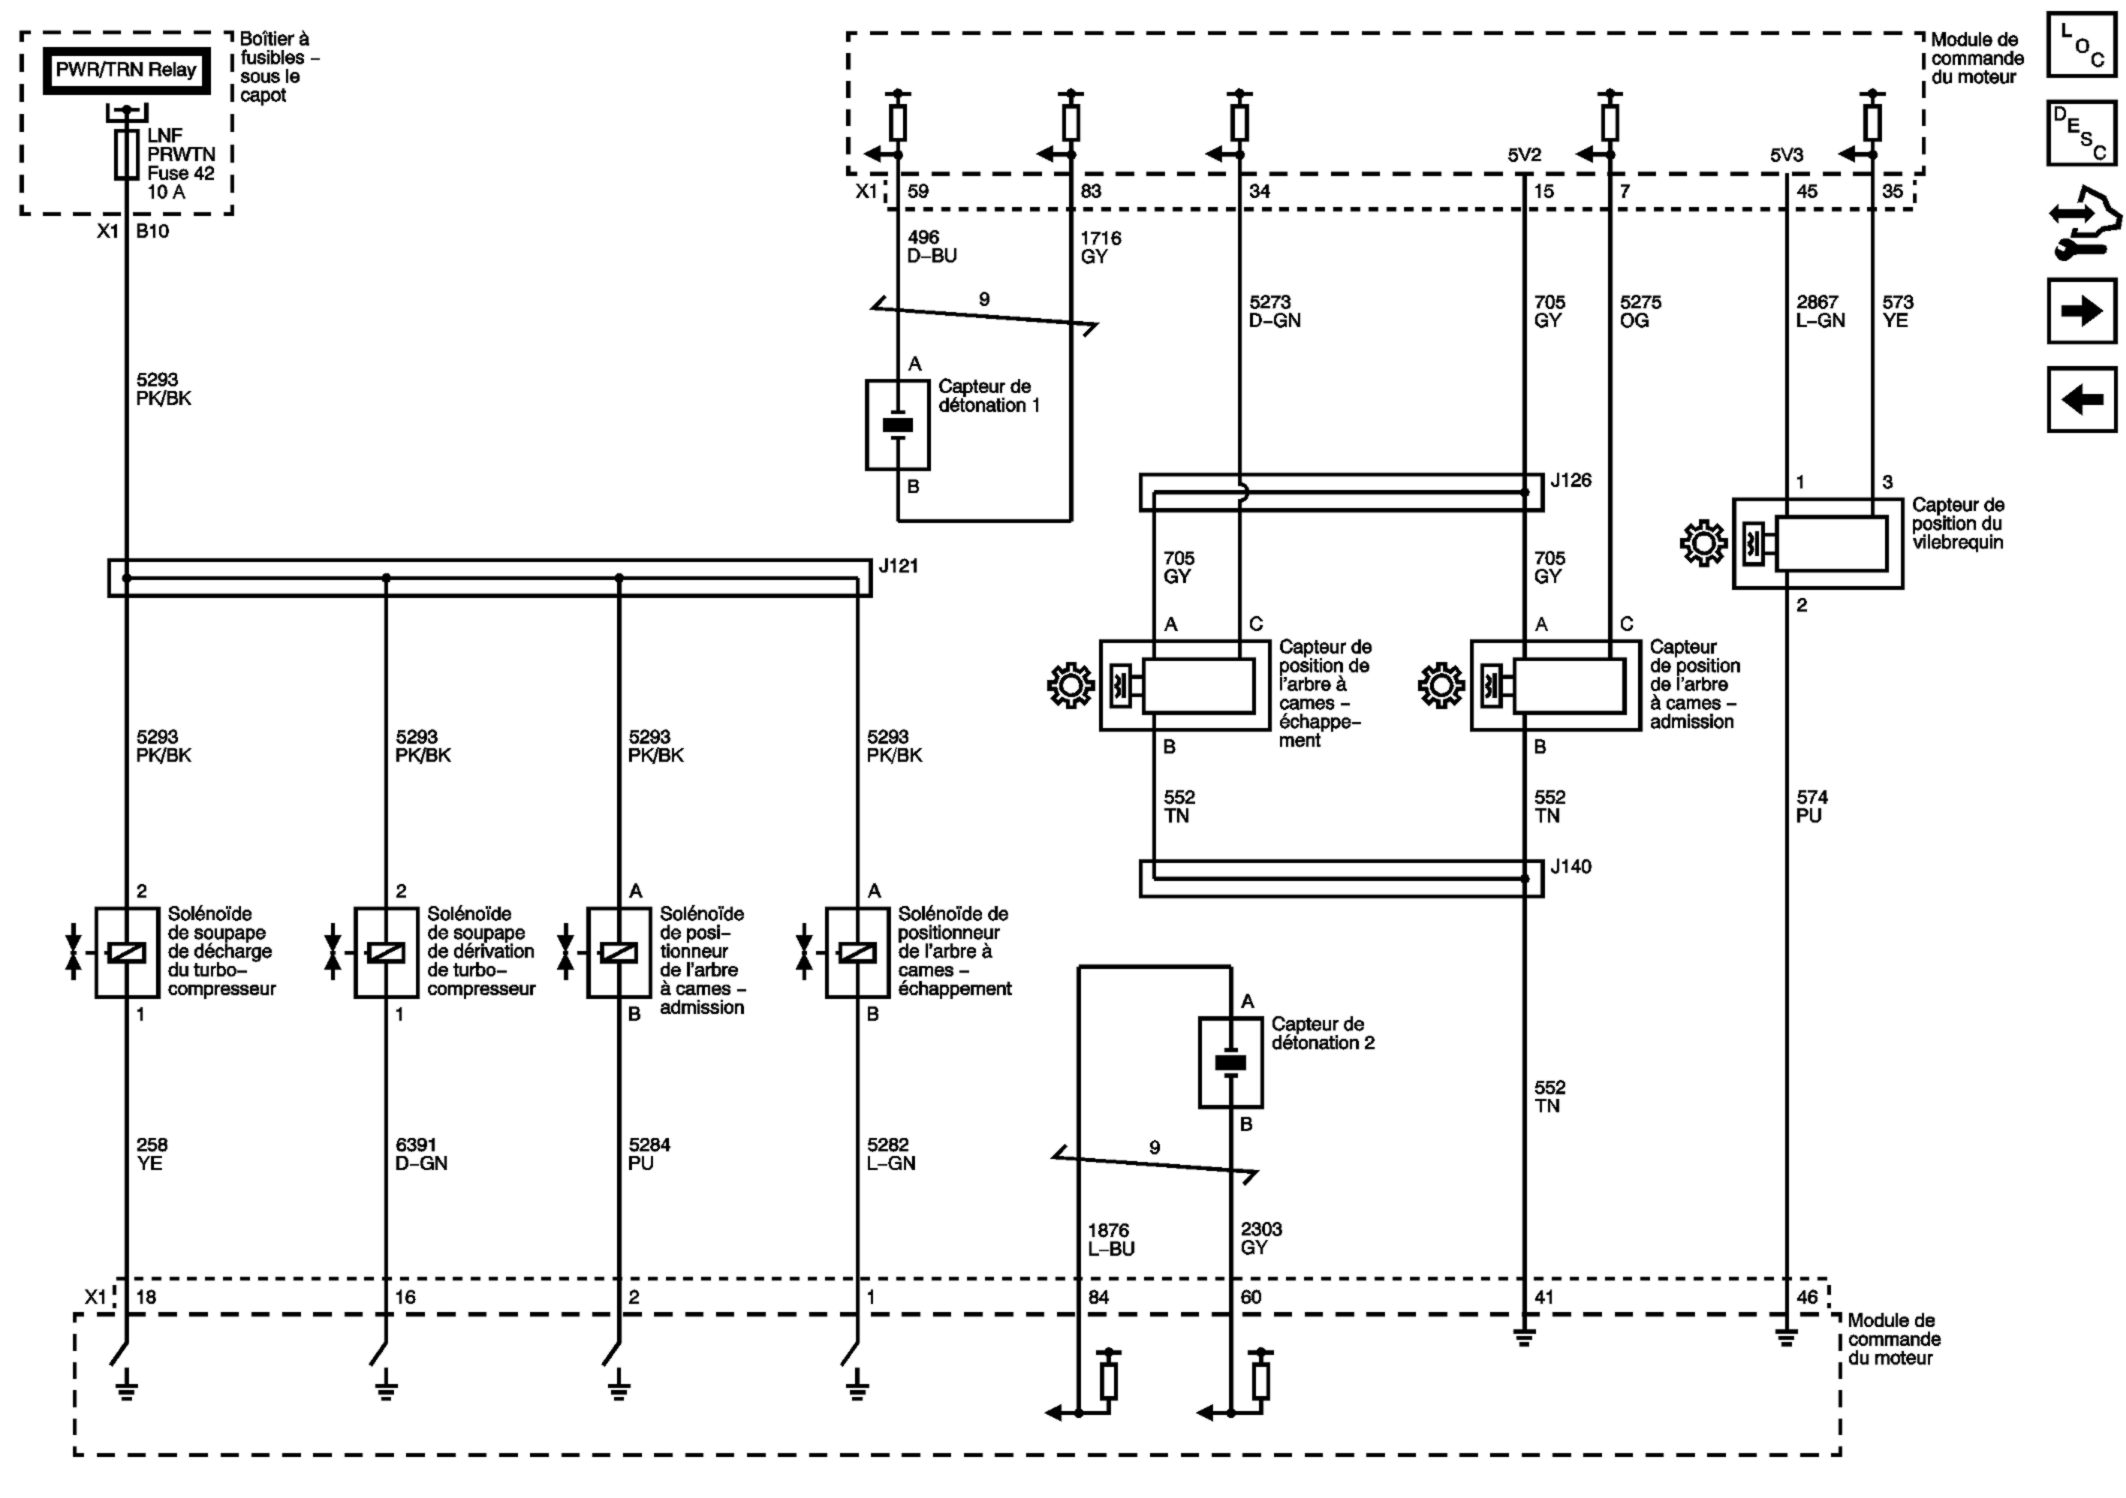 PWR/TRN Relay
Boîtier à
fusibles –
sous le
capot
LNF
PRWTN
Fuse 42
10 A
X1 B10
5293
PK/BK
J121
5293
PK/BK
5293
PK/BK
5293
PK/BK
5293
PK/BK
2
Solénoïde
de soupape
de décharge
du turbo–
compresseur
1
2
Solénoïde
de soupape
de dérivation
de turbo–
compresseur
1
A
Solénoïde
de posi–
tionneur
de l'arbre
à cames –
admission
B
A
Solénoïde de
positionneur
de l'arbre à
cames –
échappement
B
258
YE
6391
D–GN
5284
PU
5282
L–GN
Module de
commande
du moteur
5V2
5V3
X1 59 83 34 15 7 45 35
496
D–BU
1716
GY
9
A
Capteur de
détonation 1
B
5273
D–GN
705
GY
5275
OG
2867
L–GN
573
YE
J126
705
GY
705
GY
A C
Capteur de
position de
l'arbre à
cames –
échappe–
ment
B
A C
Capteur
de position
de l'arbre
à cames –
admission
B
1 3
Capteur de
position du
vilebrequin
2
552
TN
552
TN
574
PU
J140
A
Capteur de
détonation 2
B
9
552
TN
1876
L–BU
2303
GY
X1 18 16 2 1 84 60 41 46
Module de
commande
du moteur
LOC
DESC